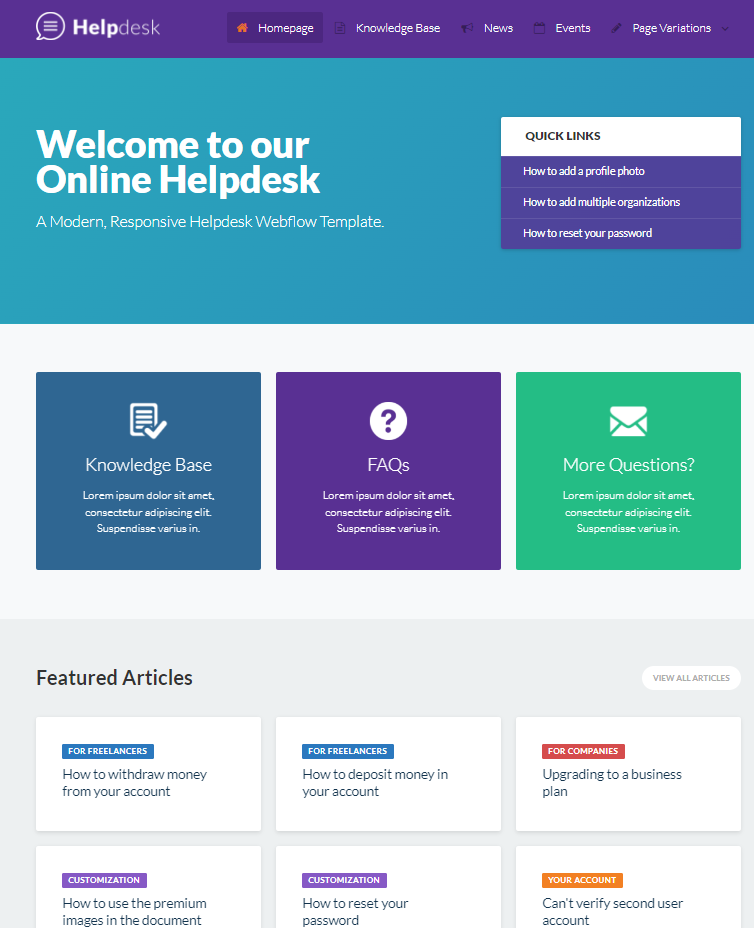 Helpdesk
Homepage
Knowledge Base
News
Events
Page Variations
Welcome to our
Online Helpdesk
A Modern, Responsive Helpdesk Webflow Template.
QUICK LINKS
How to add a profile photo
How to add multiple organizations
How to reset your password
Knowledge Base
Lorem ipsum dolor sit amet,
consectetur adipiscing elit.
Suspendisse varius in.
FAQs
Lorem ipsum dolor sit amet,
consectetur adipiscing elit.
Suspendisse varius in.
More Questions?
Lorem ipsum dolor sit amet,
consectetur adipiscing elit.
Suspendisse varius in.
Featured Articles
VIEW ALL ARTICLES
FOR FREELANCERS
How to withdraw money
from your account
FOR FREELANCERS
How to deposit money in
your account
FOR COMPANIES
Upgrading to a business
plan
CUSTOMIZATION
How to use the premium
images in the document
CUSTOMIZATION
How to reset your
password
YOUR ACCOUNT
Can't verify second user
account